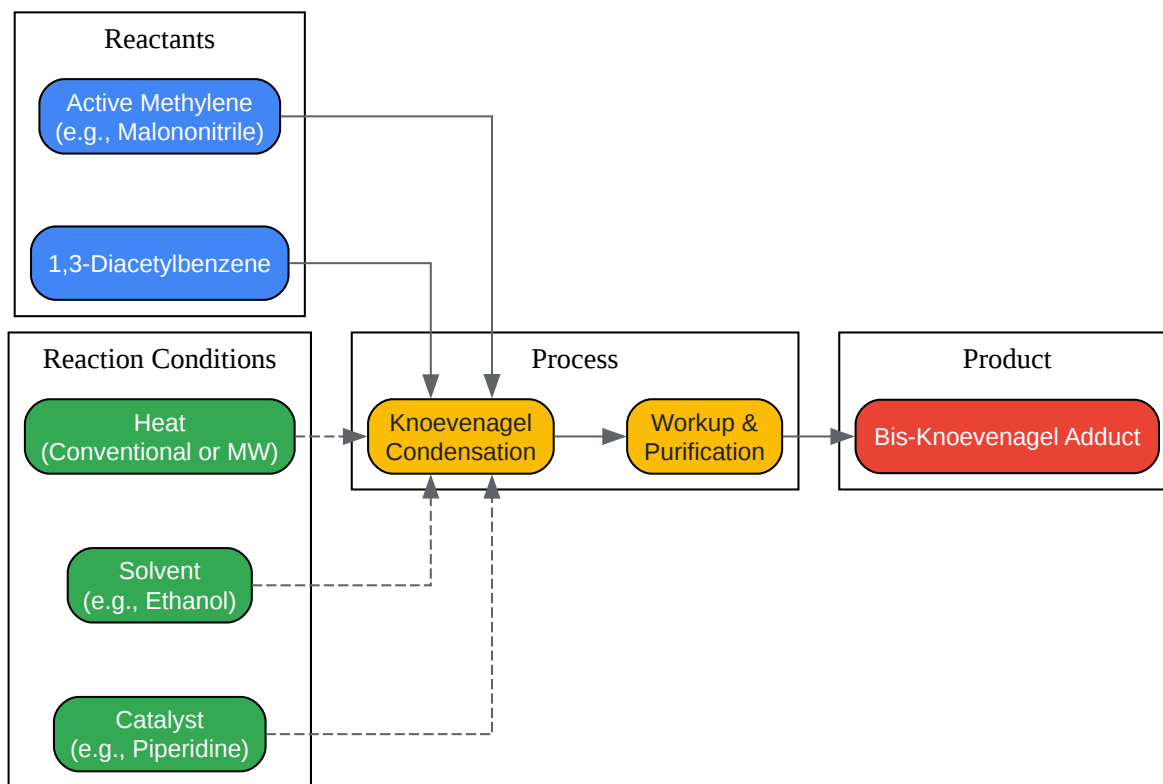 Reactants
Active Methylene
(e.g., Malononitrile)
1,3-Diacetylbenzene
Reaction Conditions
Heat
(Conventional or MW)
Solvent
(e.g., Ethanol)
Catalyst
(e.g., Piperidine)
Process
Knoevenagel
Condensation
Workup &
Purification
Product
Bis-Knoevenagel Adduct